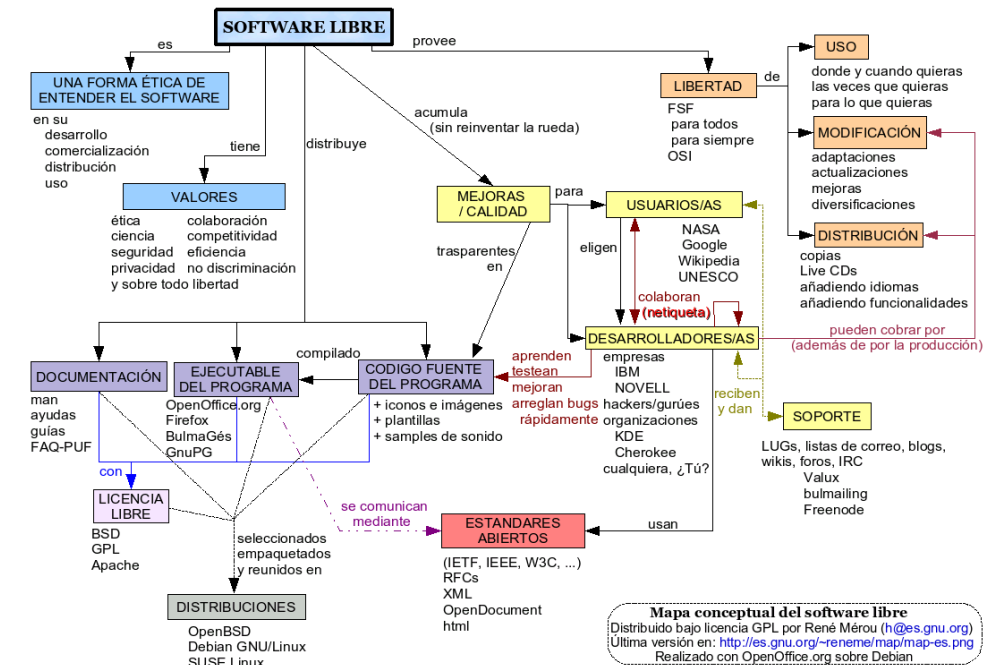 SOFTWARE LIBRE
es
provee
UNA FORMA ÉTICA DE
ENTENDER EL SOFTWARE
en su
desarrollo
comercialización
distribución
uso
tiene
VALORES
ética
ciencia
seguridad
privacidad
colaboración
competitividad
eficiencia
no discriminación
y sobre todo libertad
distribuye
acumula
(sin reinventar la rueda)
LIBERTAD
FSF
para todos
para siempre
OSI
de
USO
donde y cuando quieras
las veces que quieras
para lo que quieras
MODIFICACIÓN
adaptaciones
actualizaciones
mejoras
diversificaciones
DISTRIBUCIÓN
copias
Live CDs
añadiendo idiomas
añadiendo funcionalidades
MEJORAS
/ CALIDAD
para
trasparentes
en
USUARIOS/AS
NASA
Google
Wikipedia
UNESCO
eligen
colaboran
(netiqueta)
DESARROLLADORES/AS
empresas
IBM
NOVELL
hackers/gurúes
organizaciones
KDE
Cherokee
cualquiera, ¿Tú?
pueden cobrar por
(además de por la producción)
aprenden
testean
mejoran
arreglan bugs
rápidamente
reciben
y dan
SOPORTE
LUGs, listas de correo, blogs,
wikis, foros, IRC
Valux
bulmailing
Freenode
DOCUMENTACIÓN
man
ayudas
guías
FAQ-PUF
EJECUTABLE
DEL PROGRAMA
OpenOffice.org
Firefox
BulmaGés
GnuPG
compilado
CODIGO FUENTE
DEL PROGRAMA
+ iconos e imágenes
+ plantillas
+ samples de sonido
con
LICENCIA
LIBRE
BSD
GPL
Apache
se comunican
mediante
usan
ESTANDARES
ABIERTOS
(IETF, IEEE, W3C, ...)
RFCs
XML
OpenDocument
html
seleccionados
empaquetados
y reunidos en
DISTRIBUCIONES
OpenBSD
Debian GNU/Linux
SUSE Linux
Mapa conceptual del software libre
Distribuido bajo licencia GPL por René Mérou (h@es.gnu.org)
Última versión en: http://es.gnu.org/~reneme/map/map-es.png
Realizado con OpenOffice.org sobre Debian